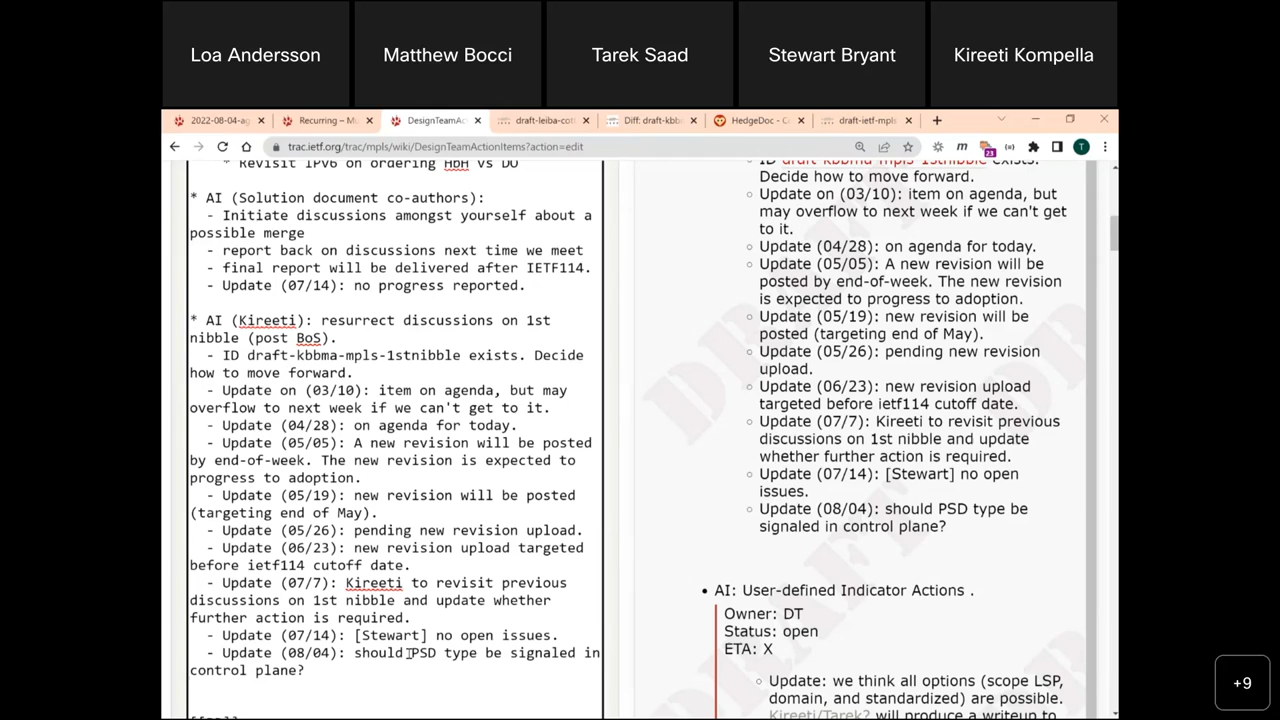 Loa Andersson
Matthew Bocci
Tarek Saad
Stewart Bryant
Kireeti Kompella
2022-08-04-ag
Recurring – Mu
DesignTeamAc
draft-leiba-cotl
Diff: draft-kbb
HedgeDoc - C
draft-ietf-mpls
trac.ietf.org/trac/mpls/wiki/DesignTeamActionItems?action=edit
23
T
* Revisit IPv6 on ordering HbH vs DO
* AI (Solution document co-authors):
- Initiate discussions amongst yourself about a
possible merge
- report back on discussions next time we meet
- final report will be delivered after IETF114.
- Update (07/14): no progress reported.
* AI (Kireeti): resurrect discussions on 1st
nibble (post BoS).
- ID draft-kbbma-mpls-1stnibble exists. Decide
how to move forward.
- Update on (03/10): item on agenda, but may
overflow to next week if we can't get to it.
- Update (04/28): on agenda for today.
- Update (05/05): A new revision will be posted
by end-of-week. The new revision is expected to
progress to adoption.
- Update (05/19): new revision will be posted
(targeting end of May).
- Update (05/26): pending new revision upload.
- Update (06/23): new revision upload targeted
before ietf114 cutoff date.
- Update (07/7): Kireeti to revisit previous
discussions on 1st nibble and update whether
further action is required.
- Update (07/14): [Stewart] no open issues.
- Update (08/04): should PSD type be signaled in
control plane?
ID draft-kbbma-mpls-1stnibble exists.
Decide how to move forward.
Update on (03/10): item on agenda, but
may overflow to next week if we can't get
to it.
Update (04/28): on agenda for today.
Update (05/05): A new revision will be
posted by end-of-week. The new revision
is expected to progress to adoption.
Update (05/19): new revision will be
posted (targeting end of May).
Update (05/26): pending new revision
upload.
Update (06/23): new revision upload
targeted before ietf114 cutoff date.
Update (07/7): Kireeti to revisit previous
discussions on 1st nibble and update
whether further action is required.
Update (07/14): [Stewart] no open
issues.
Update (08/04): should PSD type be
signaled in control plane?
• AI: User-defined Indicator Actions .
Owner: DT
Status: open
ETA: X
Update: we think all options (scope LSP,
domain, and standardized) are possible.
Kireeti/Tarek? will produce a writeup to
+9